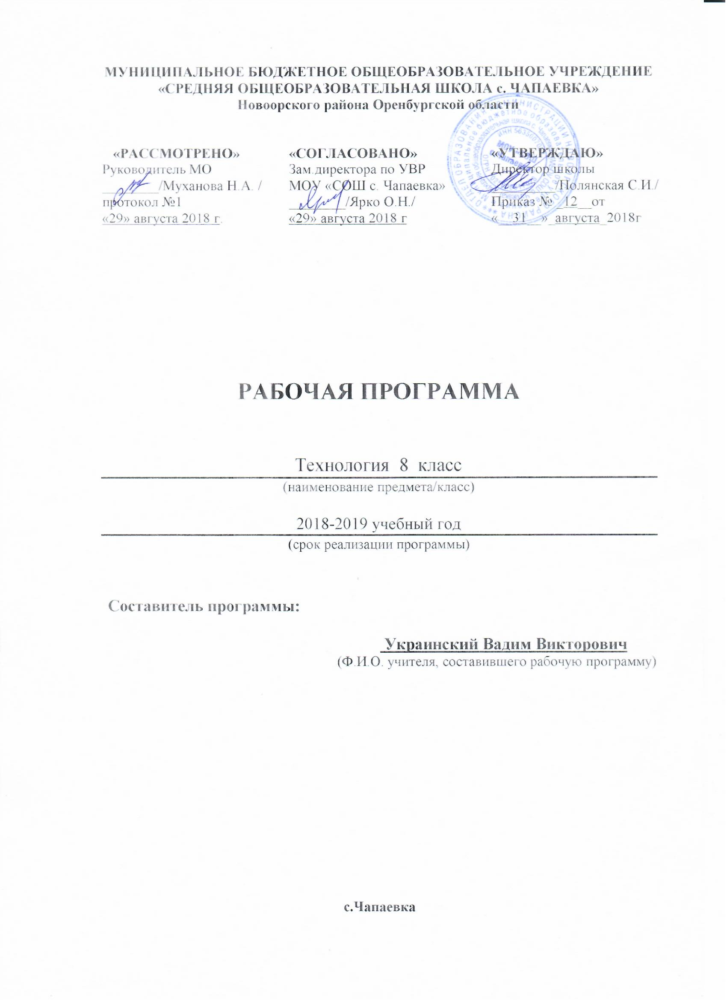 МУНИЦИПАЛЬНОЕ БЮДЖЕТНОЕ ОБЩЕОБРАЗОВАТЕЛЬНОЕ УЧРЕЖДЕНИЕ
«СРЕДНЯЯ ОБЩЕОБРАЗОВАТЕЛЬНАЯ ШКОЛА с. ЧАПАЕВКА»
Новоорского района Оренбургской области
«РАССМОТРЕНО»
Руководитель МО
________/Муханова Н.А. /
протокол №1
«29» августа 2018 г.
«СОГЛАСОВАНО»
Зам.директора по УВР
МОУ «СОШ с. Чапаевка»
________/Ярко О.Н./
«29» августа 2018 г
«УТВЕРЖДАЮ»
Директор школы
_________/Полянская С.И./
Приказ № _12__от
«__31__»_августа_2018г
РАБОЧАЯ ПРОГРАММА
Технология 8 класс
(наименование предмета/класс)
2018-2019 учебный год
(срок реализации программы)
Составитель программы:
Украинский Вадим Викторович
(Ф.И.О. учителя, составившего рабочую программу)
с.Чапаевка